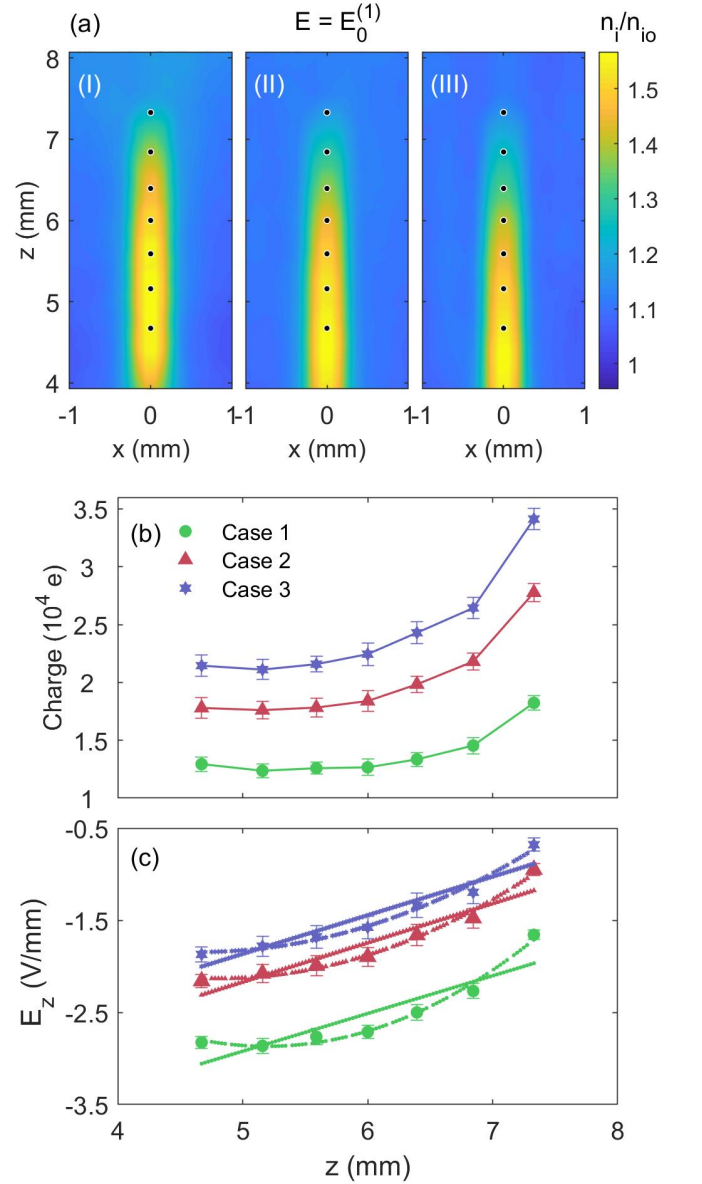 (a) E = E₀⁽¹⁾ nᵢ/nᵢₒ
(I) (II) (III)
8
7
6
5
4
z (mm)
1.5
1.4
1.3
1.2
1.1
1
-1 0 1 -1 0 1 -1 0 1
x (mm) x (mm) x (mm)
(b)
Case 1
Case 2
Case 3
3.5
3
2.5
2
1.5
1
Charge (10⁴ e)
(c)
-0.5
-1.5
-2.5
-3.5
E_z (V/mm)
4 5 6 7 8
z (mm)